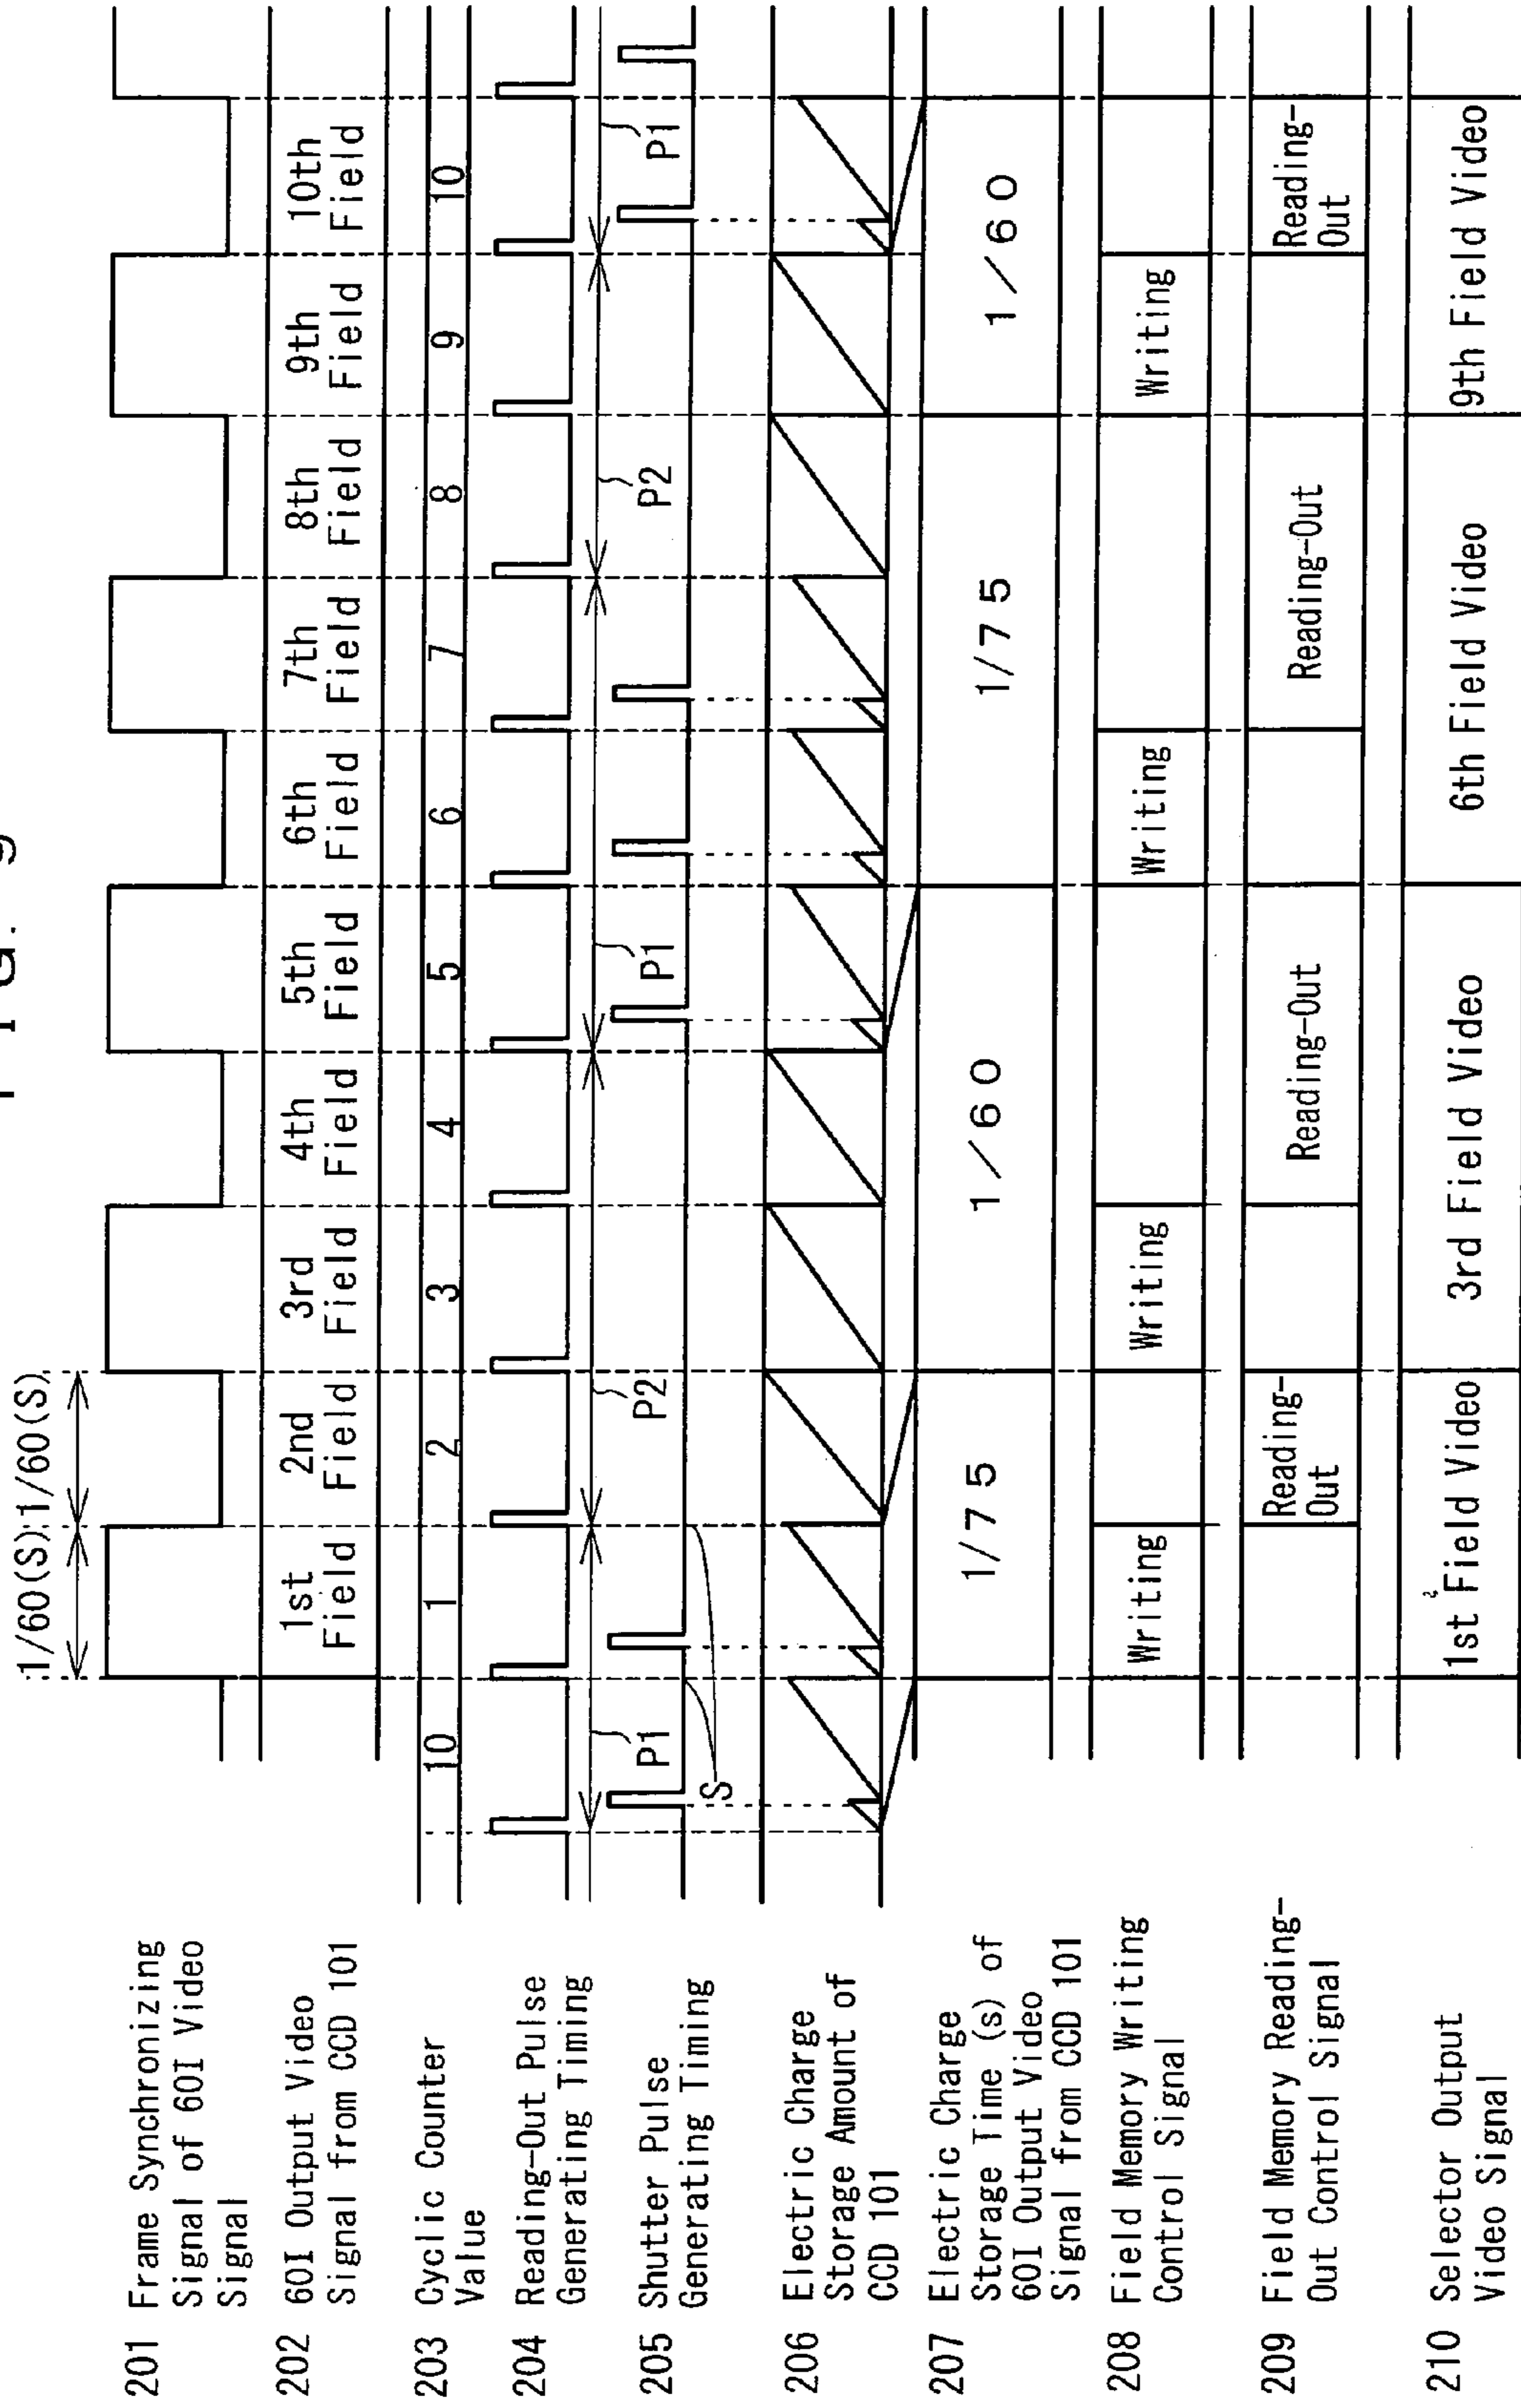 FIG. 9
1/60(S) 1/60(S)
201 Frame Synchronizing
Signal of 60I Video
Signal
202 60I Output Video
Signal from CCD 101
1st
Field
2nd
Field
3rd
Field
4th
Field
5th
Field
6th
Field
7th
Field
8th
Field
9th
Field
10th
Field
203 Cyclic Counter
Value
10 1 2 3 4 5 6 7 8 9 10
204 Reading-Out Pulse
Generating Timing
P1 P2 P1 P2 P1
205 Shutter Pulse
Generating Timing
S
206 Electric Charge
Storage Amount of
CCD 101
207 Electric Charge
Storage Time (s) of
60I Output Video
Signal from CCD 101
1/75 1/60 1/75 1/60
208 Field Memory Writing
Control Signal
Writing Writing Writing Writing
209 Field Memory Reading-
Out Control Signal
Reading-
Out
Reading-Out
Reading-Out
Reading-
Out
210 Selector Output
Video Signal
1st Field Video 3rd Field Video 6th Field Video 9th Field Video